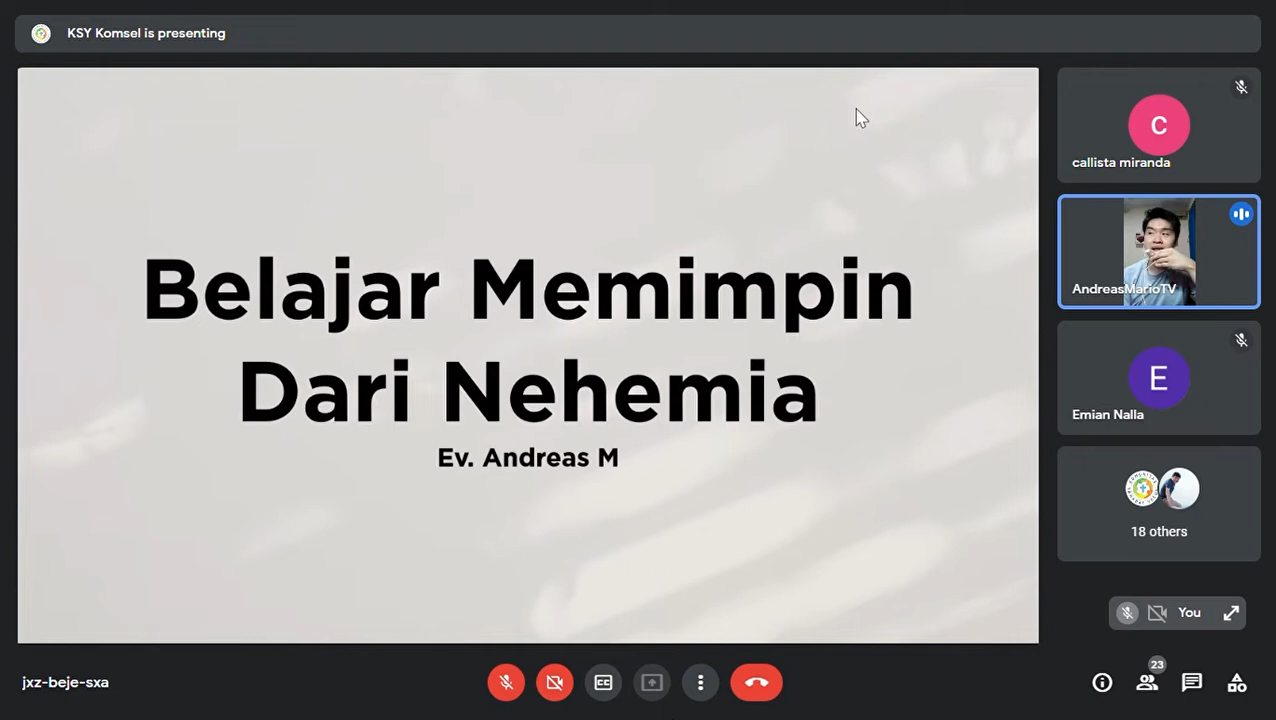 KSY Komsel is presenting
Belajar Memimpin
Dari Nehemia
Ev. Andreas M
C
callista miranda
AndreasMarioTV
E
Emian Nalla
18 others
You
jxz-beje-sxa
CC
23